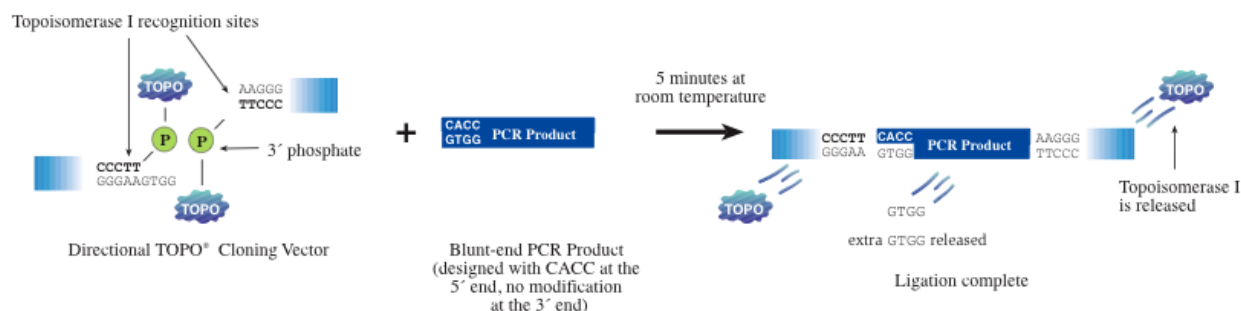 Topoisomerase I recognition sites
TOPO
AAGGG
TTCCC
P
P
3´ phosphate
CCCTT
GGGAAGTGG
TOPO
Directional TOPO® Cloning Vector
+
CACC
GTGG
PCR Product
Blunt-end PCR Product
(designed with CACC at the
5´ end, no modification
at the 3´ end)
5 minutes at
room temperature
TOPO
CCCTT
GGGAA
CACC
GTGG
PCR Product
AAGGG
TTCCC
TOPO
GTGG
extra GTGG released
Topoisomerase I
is released
Ligation complete